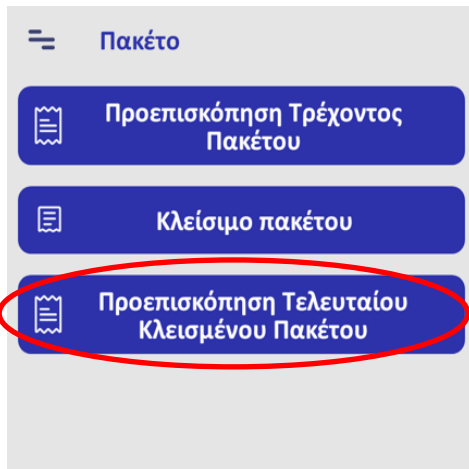 Πακέτο
Προεπισκόπηση Τρέχοντος
Πακέτου
Κλείσιμο πακέτου
Προεπισκόπηση Τελευταίου
Κλεισμένου Πακέτου